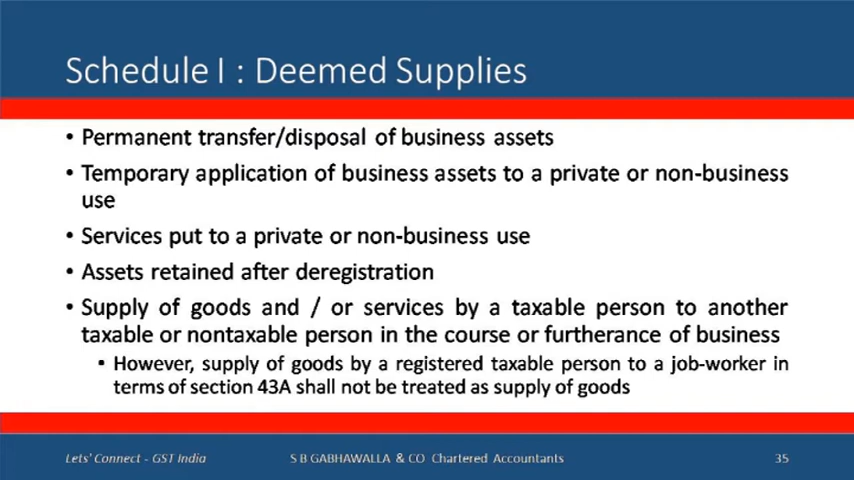 Schedule I : Deemed Supplies
• Permanent transfer/disposal of business assets
• Temporary application of business assets to a private or non-business
use
• Services put to a private or non-business use
• Assets retained after deregistration
• Supply of goods and / or services by a taxable person to another
taxable or nontaxable person in the course or furtherance of business
▪ However, supply of goods by a registered taxable person to a job-worker in
terms of section 43A shall not be treated as supply of goods
Lets' Connect - GST India S B GABHAWALLA & CO Chartered Accountants 35